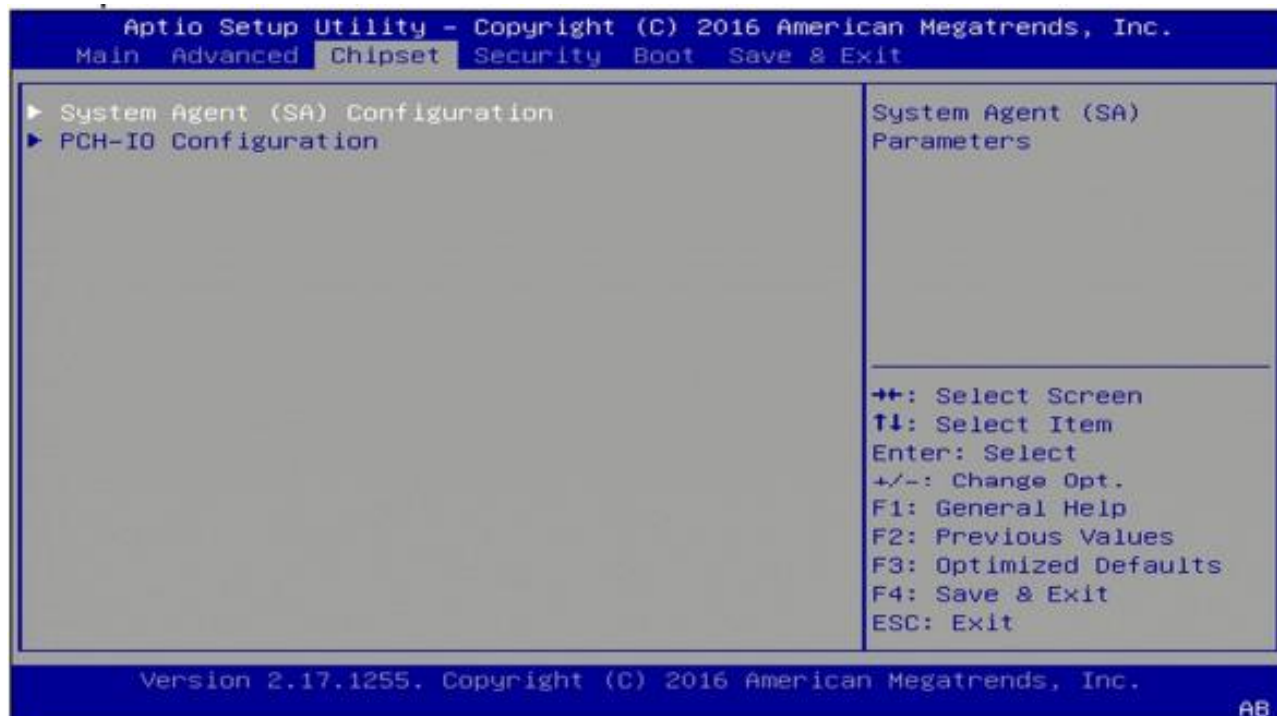 Aptio Setup Utility – Copyright (C) 2016 American Megatrends, Inc.
Main Advanced Chipset Security Boot Save & Exit
► System Agent (SA) Configuration
► PCH-IO Configuration
System Agent (SA)
Parameters
→←: Select Screen
↑↓: Select Item
Enter: Select
+/-: Change Opt.
F1: General Help
F2: Previous Values
F3: Optimized Defaults
F4: Save & Exit
ESC: Exit
Version 2.17.1255. Copyright (C) 2016 American Megatrends, Inc.
AB